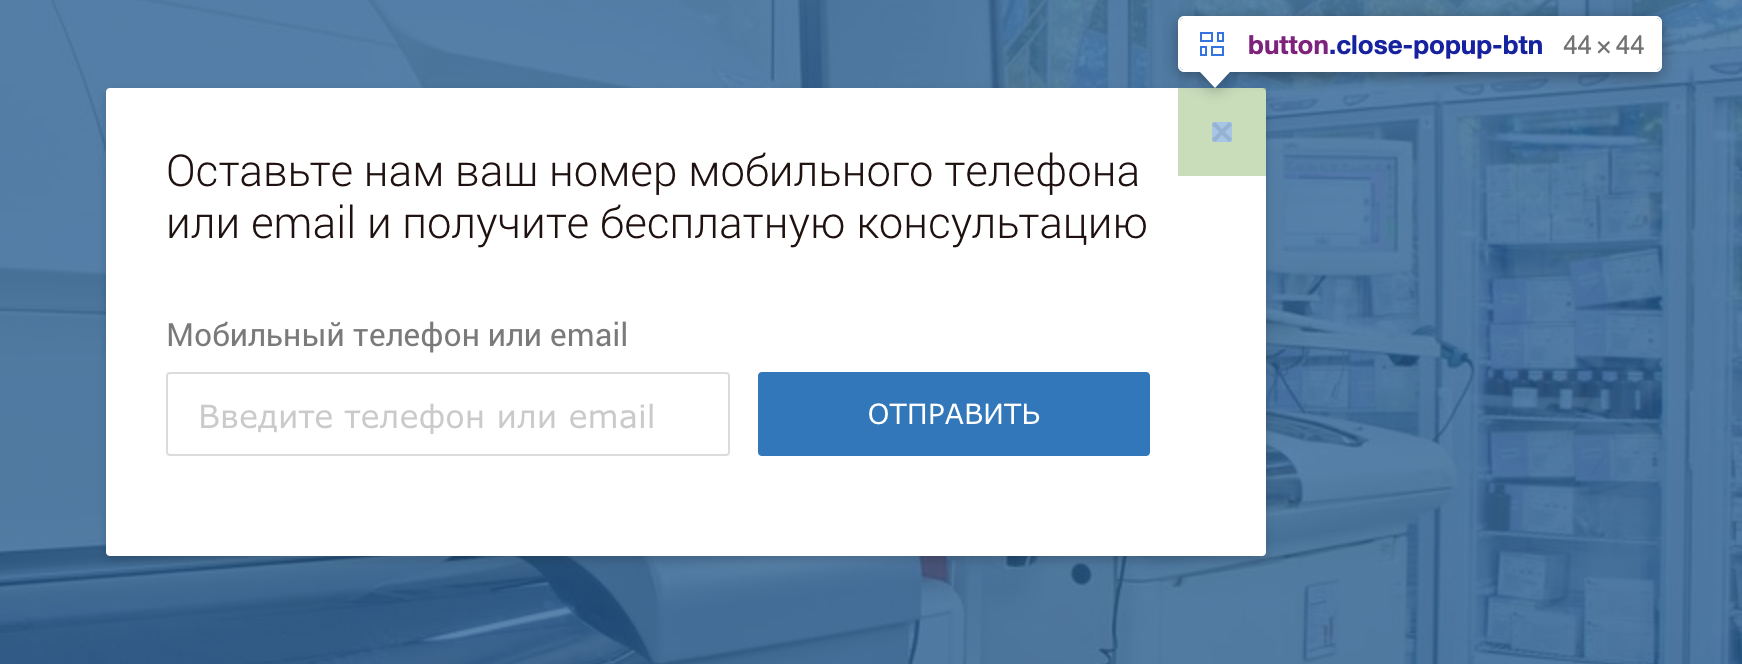 button.close-popup-btn 44 × 44
Оставьте нам ваш номер мобильного телефона
или email и получите бесплатную консультацию
Мобильный телефон или email
Введите телефон или email
ОТПРАВИТЬ